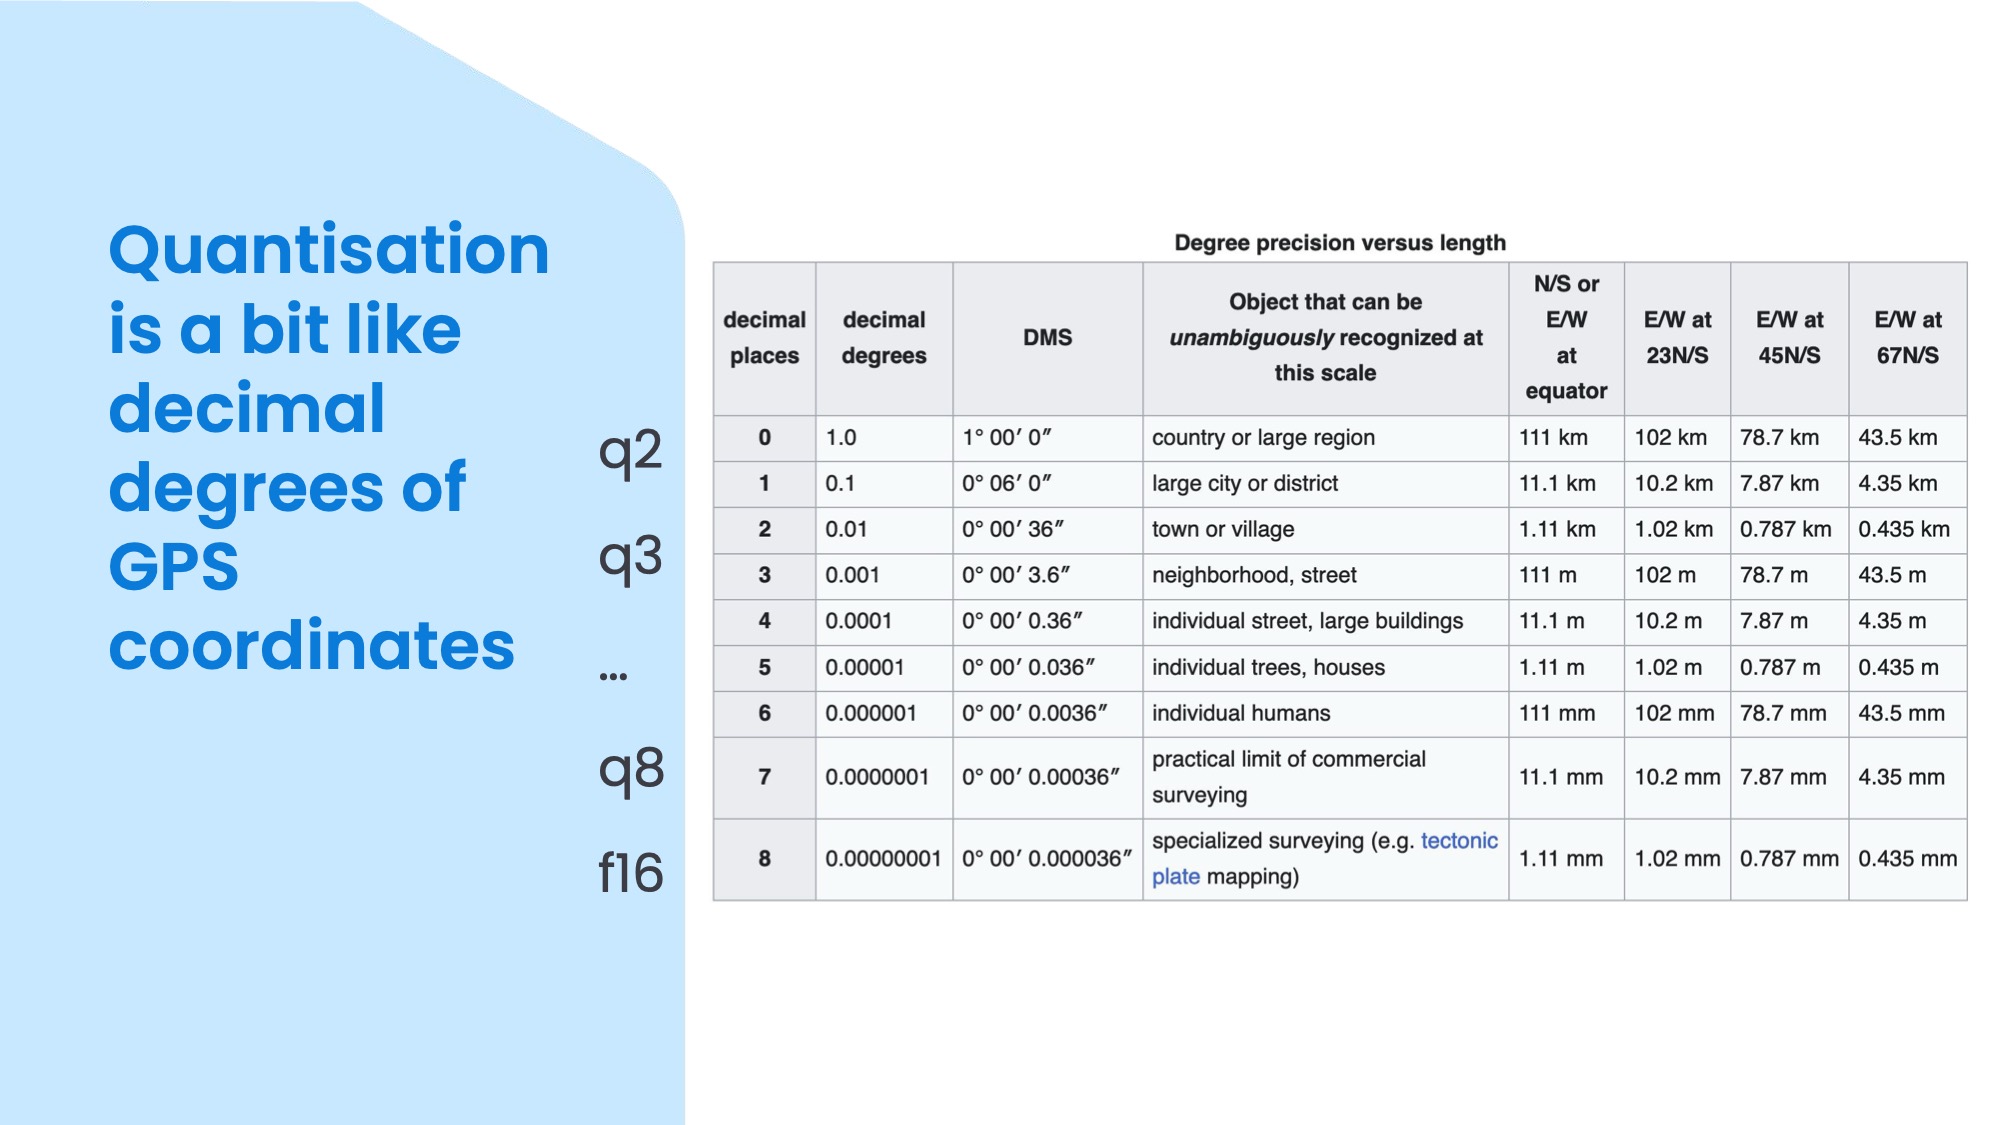 Quantisation
is a bit like
decimal
degrees of
GPS
coordinates
q2
q3
...
q8
f16
Degree precision versus length
decimal places | decimal degrees | DMS | Object that can be unambiguously recognized at this scale | N/S or E/W at equator | E/W at 23N/S | E/W at 45N/S | E/W at 67N/S
0 | 1.0 | 1° 00′ 0″ | country or large region | 111 km | 102 km | 78.7 km | 43.5 km
1 | 0.1 | 0° 06′ 0″ | large city or district | 11.1 km | 10.2 km | 7.87 km | 4.35 km
2 | 0.01 | 0° 00′ 36″ | town or village | 1.11 km | 1.02 km | 0.787 km | 0.435 km
3 | 0.001 | 0° 00′ 3.6″ | neighborhood, street | 111 m | 102 m | 78.7 m | 43.5 m
4 | 0.0001 | 0° 00′ 0.36″ | individual street, large buildings | 11.1 m | 10.2 m | 7.87 m | 4.35 m
5 | 0.00001 | 0° 00′ 0.036″ | individual trees, houses | 1.11 m | 1.02 m | 0.787 m | 0.435 m
6 | 0.000001 | 0° 00′ 0.0036″ | individual humans | 111 mm | 102 mm | 78.7 mm | 43.5 mm
7 | 0.0000001 | 0° 00′ 0.00036″ | practical limit of commercial surveying | 11.1 mm | 10.2 mm | 7.87 mm | 4.35 mm
8 | 0.00000001 | 0° 00′ 0.000036″ | specialized surveying (e.g. tectonic plate mapping) | 1.11 mm | 1.02 mm | 0.787 mm | 0.435 mm